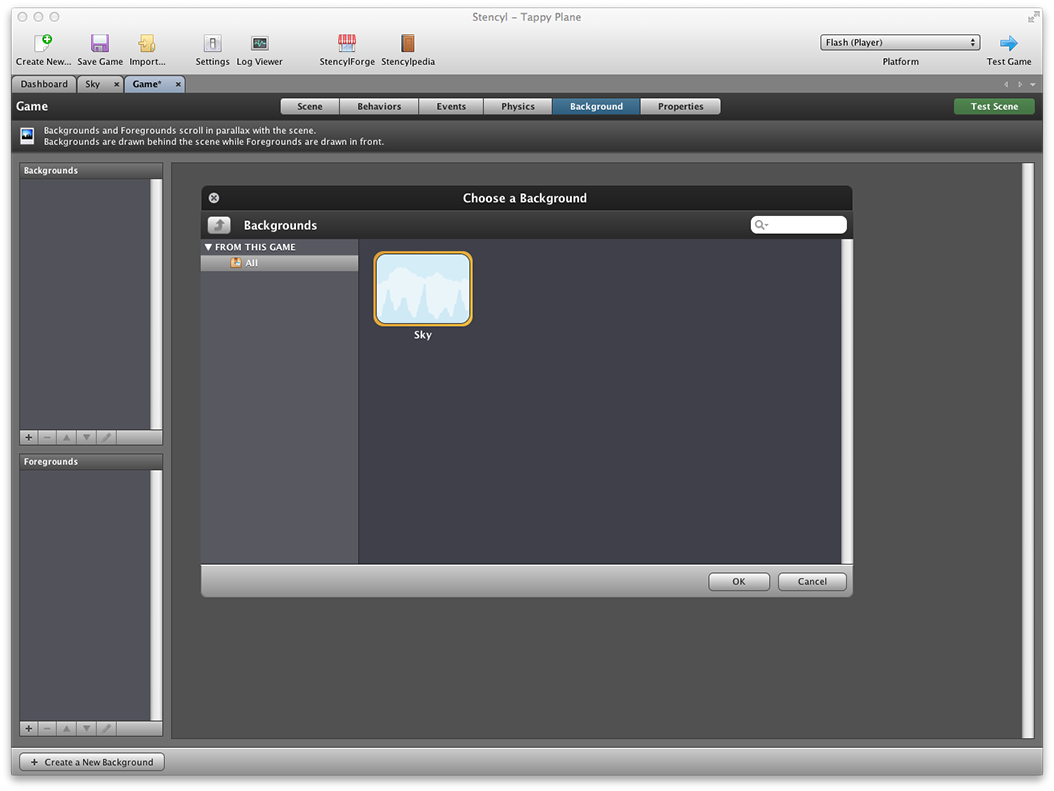 Stencyl – Tappy Plane
Create New... Save Game Import... Settings Log Viewer StencylForge Stencylpedia Flash (Player) Platform Test Game
Dashboard Sky × Game* ×
Game Scene Behaviors Events Physics Background Properties Test Scene
Backgrounds and Foregrounds scroll in parallax with the scene.
Backgrounds are drawn behind the scene while Foregrounds are drawn in front.
Backgrounds
Choose a Background
Backgrounds
FROM THIS GAME
All
Sky
Foregrounds
OK Cancel
+ Create a New Background